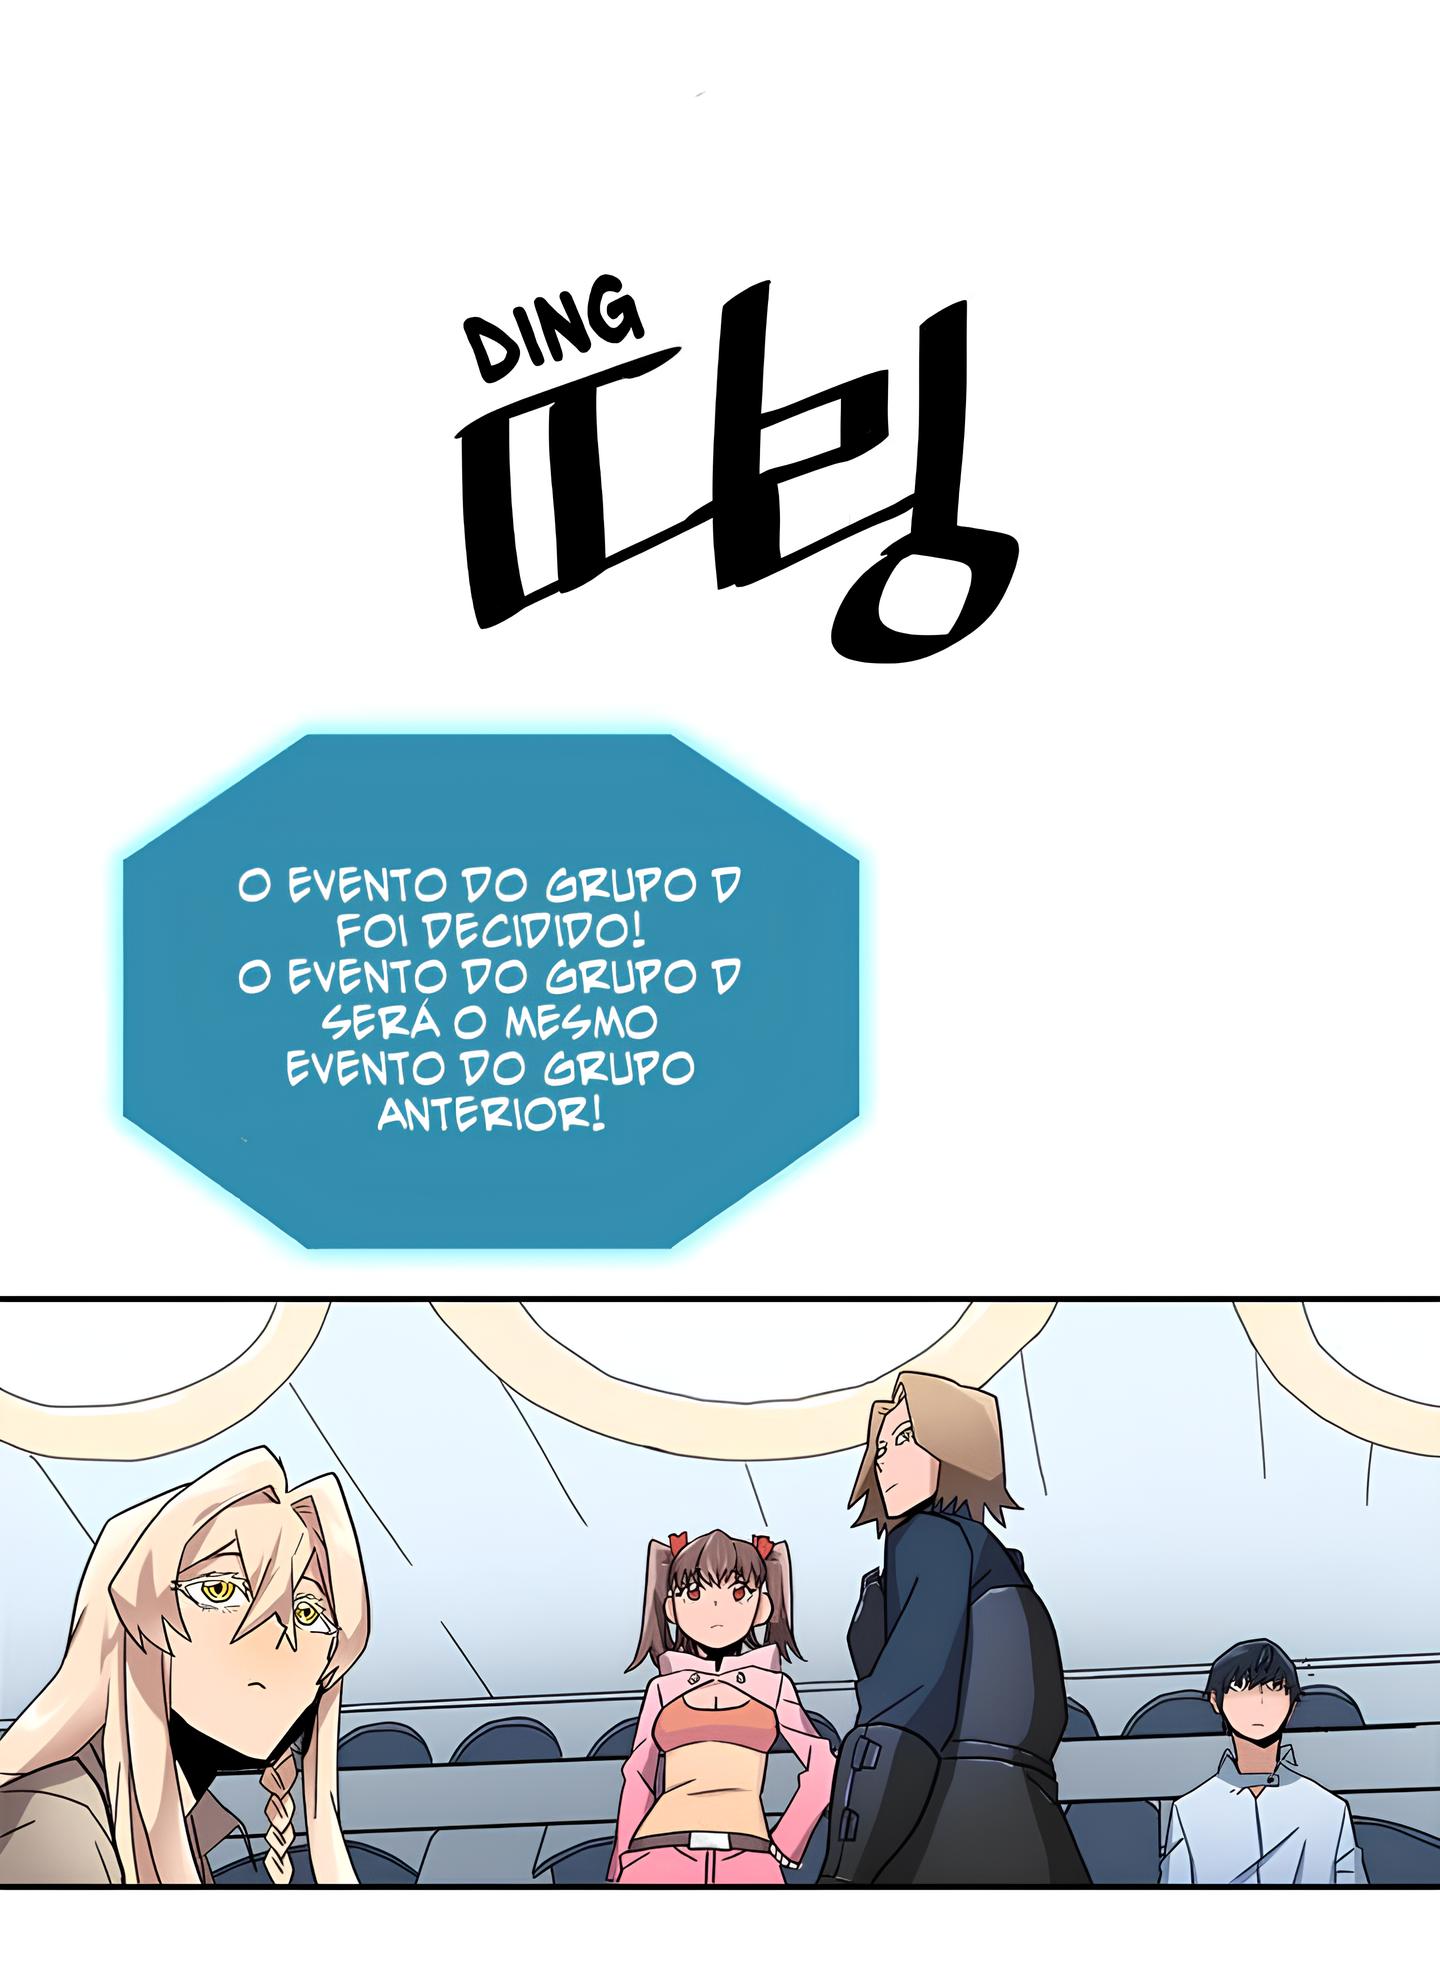 DING
띠링
O EVENTO DO GRUPO D
FOI DECIDIDO!
O EVENTO DO GRUPO D
SERÁ O MESMO
EVENTO DO GRUPO
ANTERIOR!